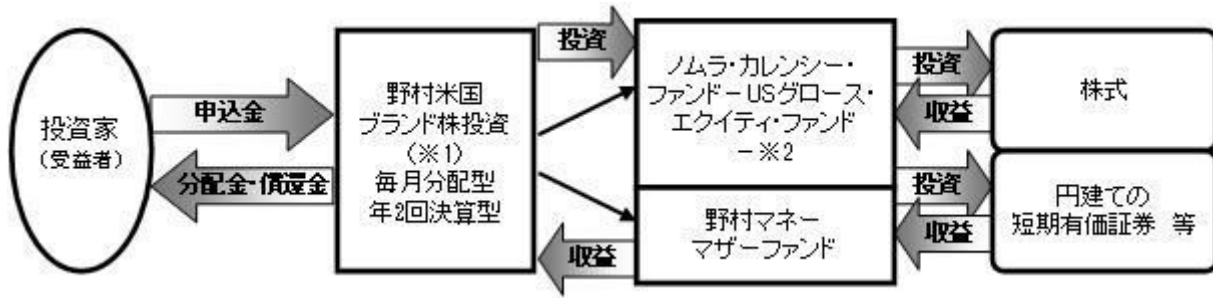 投資家
（受益者）
申込金
分配金・償還金
野村米国
ブランド株投資
（※1）
毎月分配型
年2回決算型
投資
収益
ノムラ・カレンシー・
ファンド－USグロース・
エクイティ・ファンド
－※2
野村マネー
マザーファンド
投資
収益
投資
収益
株式
円建ての
短期有価証券 等